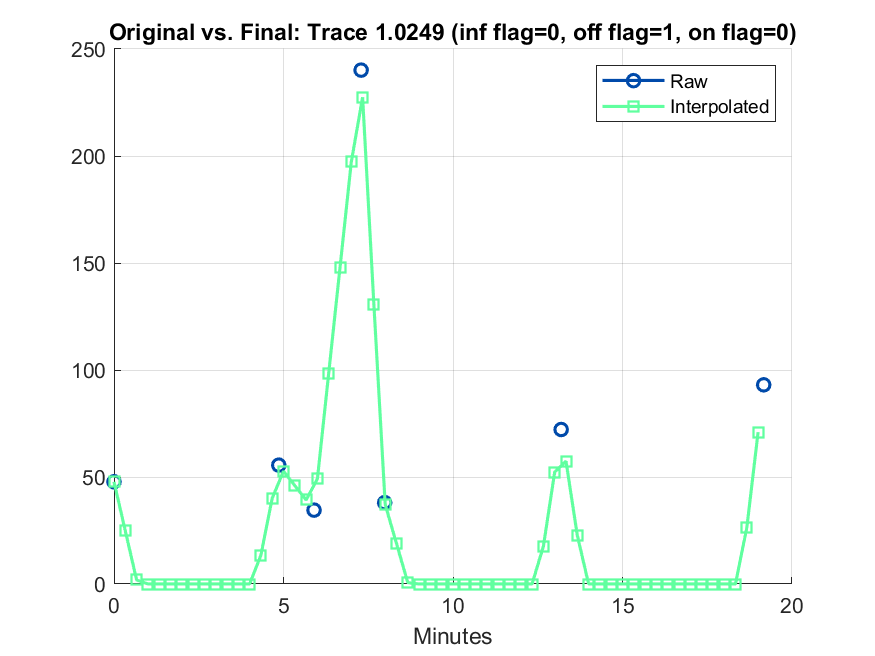 Original vs. Final: Trace 1.0249 (inf flag=0, off flag=1, on flag=0)
250
200
150
100
50
0
Raw
Interpolated
0 5 10 15 20
Minutes